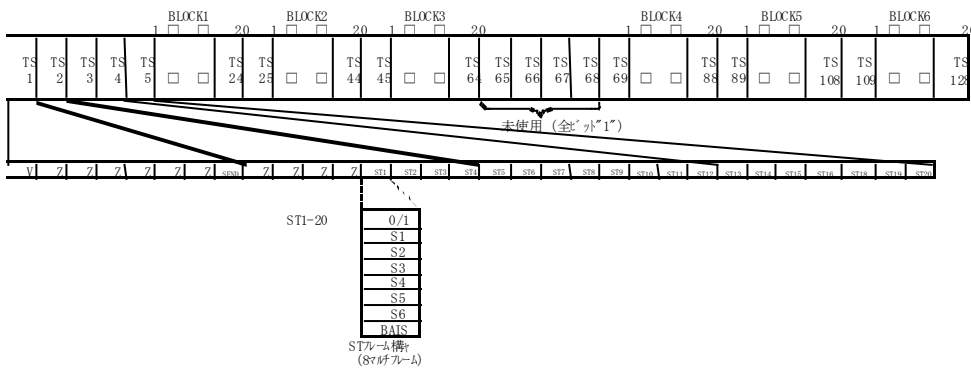 BLOCK1 BLOCK2 BLOCK3 BLOCK4 BLOCK5 BLOCK6
1 □ □ 20 □ □ 1 □ □ 20 1 □ □ 20 1 □ □ 20 1 □ □ 20
TS TS TS TS TS TS TS TS TS TS TS TS TS TS TS TS TS TS TS TS
1 2 3 4 5 □ □ 24 25 □ □ 44 45 □ □ 64 65 66 67 68 69 □ □ 88 89 □ □ 108 109 □ □ 128
未使用 (全ビット"1")
V Z Z Z Z Z Z SEND Z Z Z Z ST1 ST2 ST3 ST4 ST5 ST6 ST7 ST8 ST9 ST10 ST11 ST12 ST13 ST14 ST15 ST16 ST18 ST19 ST20
ST1-20
0/1
S1
S2
S3
S4
S5
S6
BAIS
STフレーム構成
(8マルチフレーム)